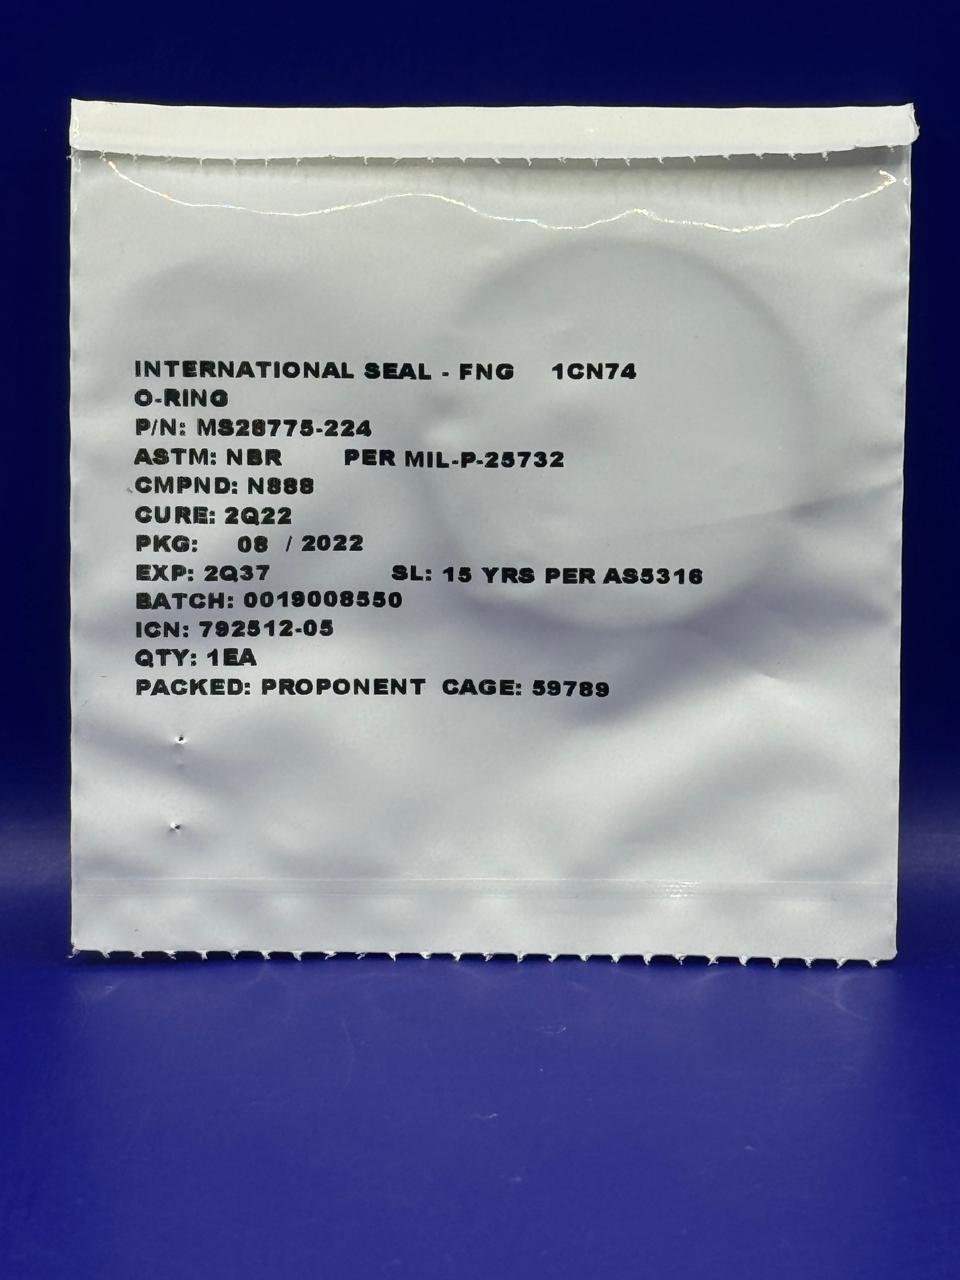 INTERNATIONAL SEAL - FNG 1CN74
O-RING
P/N: MS28775-224
ASTM: NBR PER MIL-P-25732
CMPND: N888
CURE: 2Q22
PKG: 08 / 2022
EXP: 2Q37 SL: 15 YRS PER AS5316
BATCH: 0019008550
ICN: 792512-05
QTY: 1EA
PACKED: PROPONENT CAGE: 59789